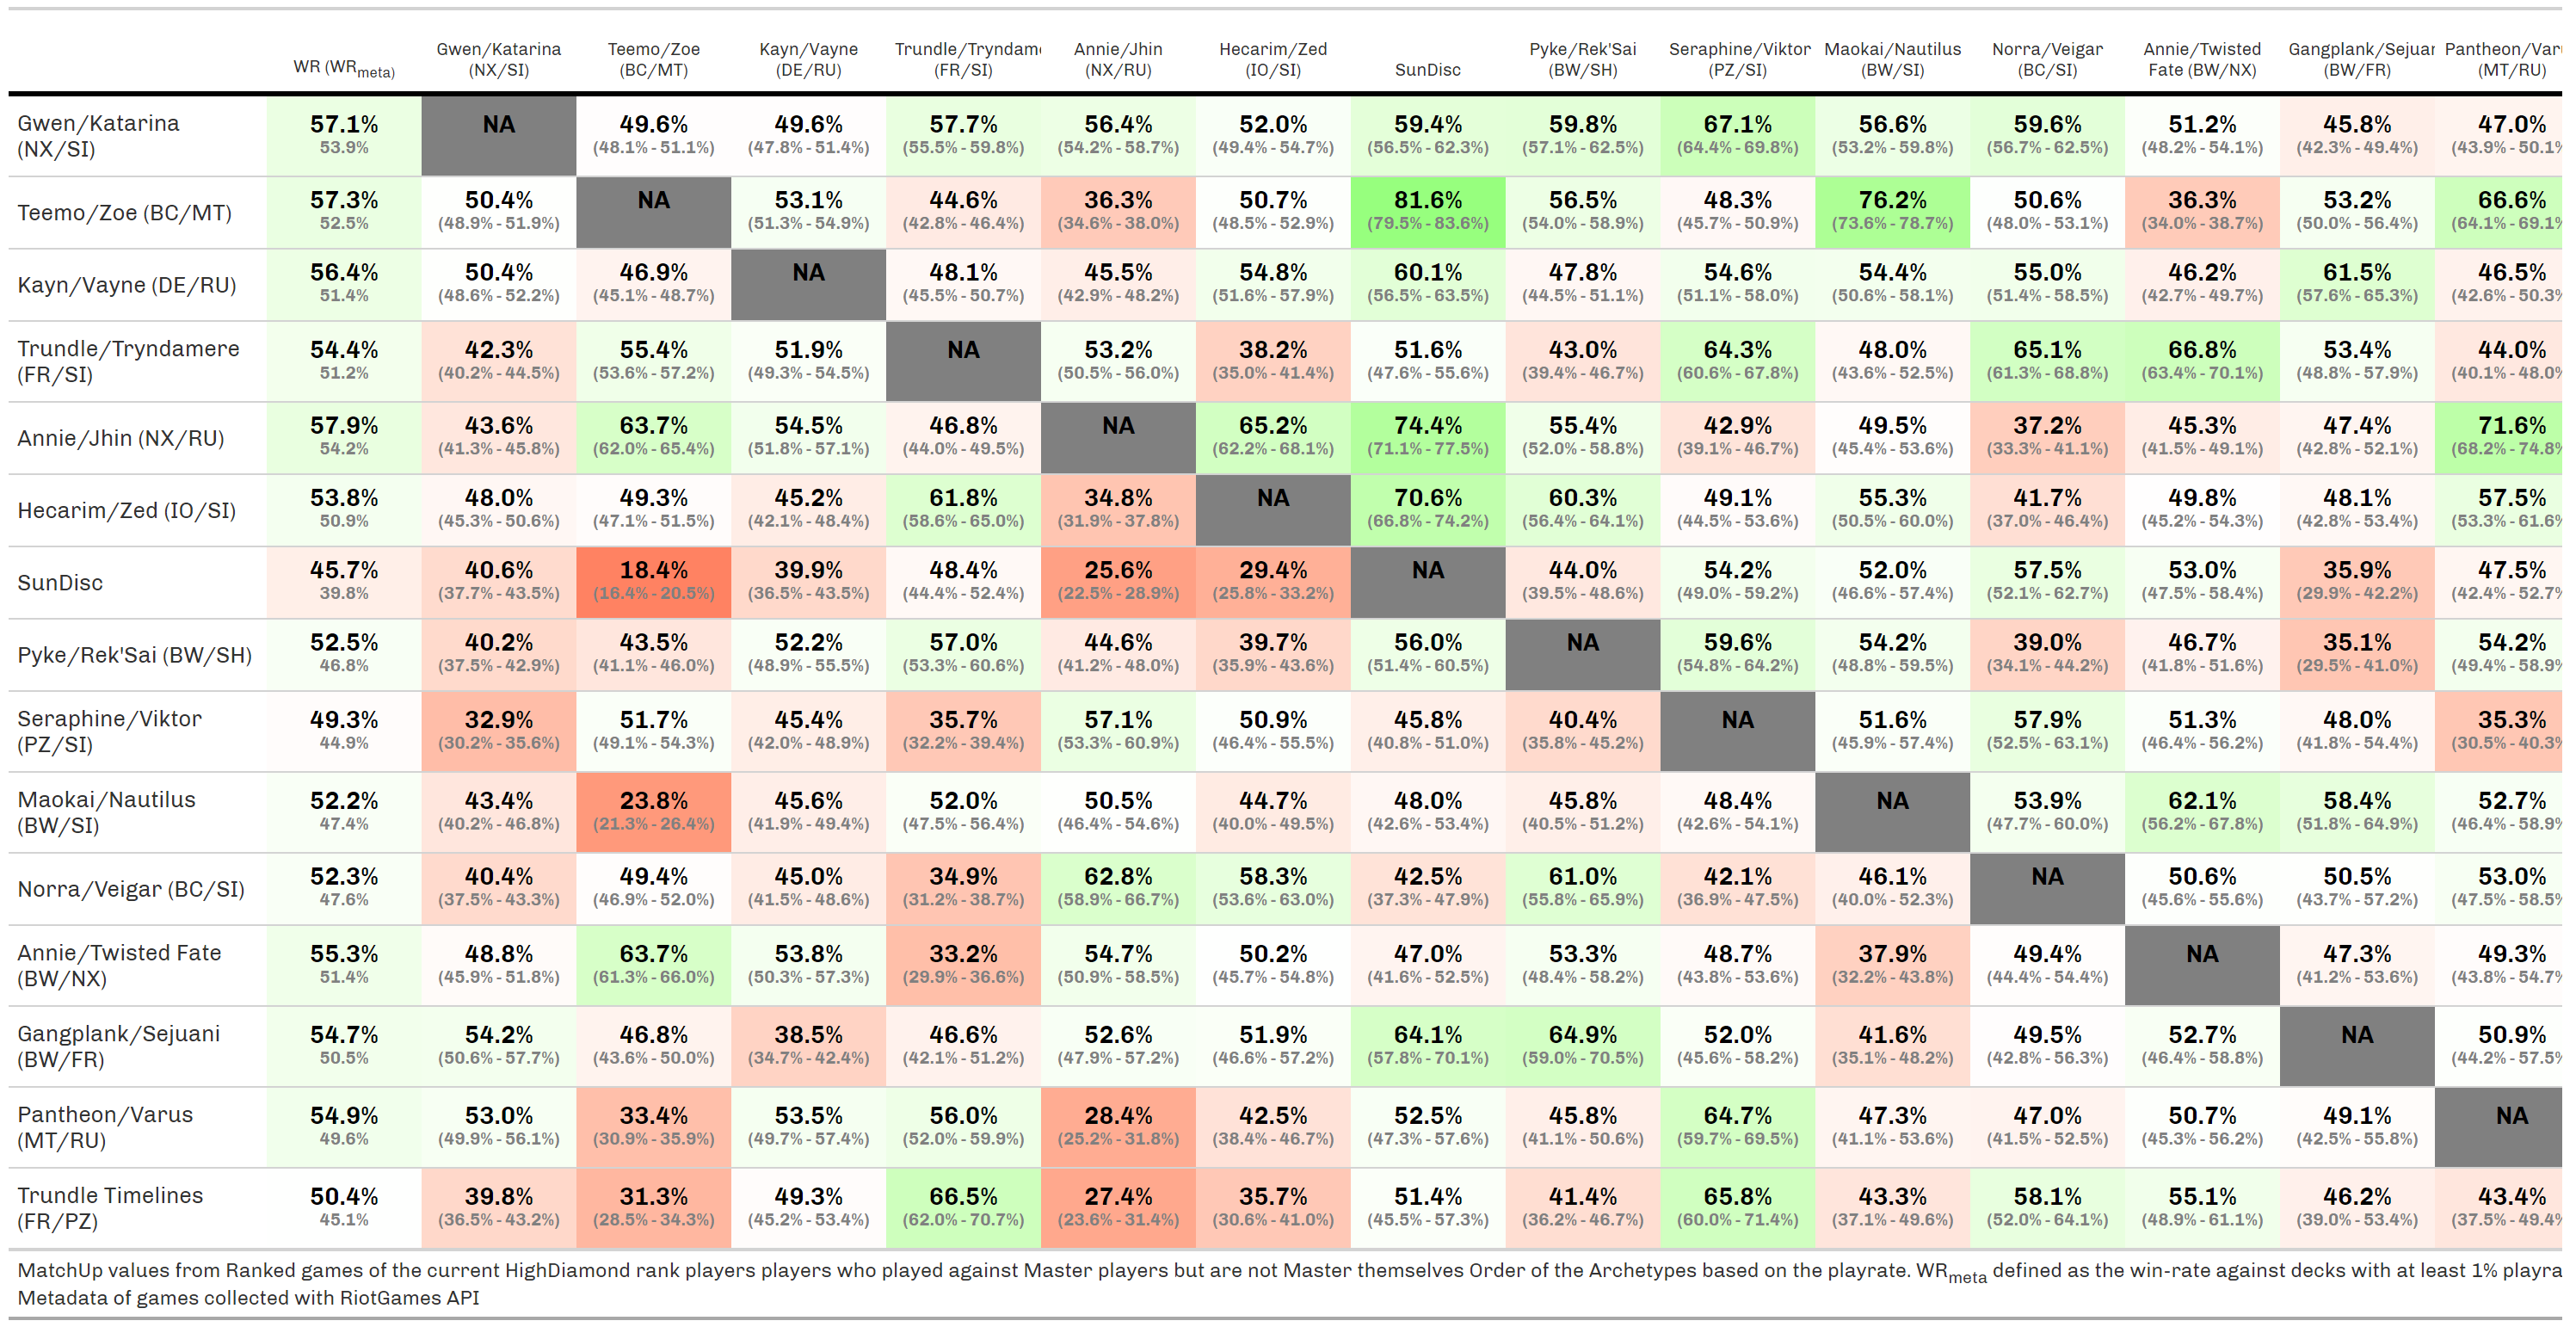 WR (WRmeta) Gwen/Katarina (NX/SI) Teemo/Zoe (BC/MT) Kayn/Vayne (DE/RU) Trundle/Tryndam (FR/SI) Annie/Jhin (NX/RU) Hecarim/Zed (IO/SI) SunDisc Pyke/Rek'Sai (BW/SH) Seraphine/Viktor (PZ/SI) Maokai/Nautilus (BW/SI) Norra/Veigar (BC/SI) Annie/Twisted Fate (BW/NX) Gangplank/Sejuar (BW/FR) Pantheon/Var (MT/RU)
Gwen/Katarina 57.1% NA 49.6% 49.6% 57.7% 56.4% 52.0% 59.4% 59.8% 67.1% 56.6% 59.6% 51.2% 45.8% 47.0%
(NX/SI) 53.9% (48.1% - 51.1%) (47.8% - 51.4%) (55.5% - 59.8%) (54.2% - 58.7%) (49.4% - 54.7%) (56.5% - 62.3%) (57.1% - 62.5%) (64.4% - 69.8%) (53.2% - 59.8%) (56.7% - 62.5%) (48.2% - 54.1%) (42.3% - 49.4%) (43.9% - 50.1%
Teemo/Zoe (BC/MT) 57.3% 50.4% NA 53.1% 44.6% 36.3% 50.7% 81.6% 56.5% 48.3% 76.2% 50.6% 36.3% 53.2% 66.6%
52.5% (48.9% - 51.9%) (51.3% - 54.9%) (42.8% - 46.4%) (34.6% - 38.0%) (48.5% - 52.9%) (79.5% - 83.6%) (54.0% - 58.9%) (45.7% - 50.9%) (73.6% - 78.7%) (48.0% - 53.1%) (34.0% - 38.7%) (50.0% - 56.4%) (64.1% - 69.1%
Kayn/Vayne (DE/RU) 56.4% 50.4% 46.9% NA 48.1% 45.5% 54.8% 60.1% 47.8% 54.6% 54.4% 55.0% 46.2% 61.5% 46.5%
51.4% (48.6% - 52.2%) (45.1% - 48.7%) (45.5% - 50.7%) (42.9% - 48.2%) (51.6% - 57.9%) (56.5% - 63.5%) (44.5% - 51.1%) (51.1% - 58.0%) (50.6% - 58.1%) (51.4% - 58.5%) (42.7% - 49.7%) (57.6% - 65.3%) (42.6% - 50.3%
Trundle/Tryndamere 54.4% 42.3% 55.4% 51.9% NA 53.2% 38.2% 51.6% 43.0% 64.3% 48.0% 65.1% 66.8% 53.4% 44.0%
(FR/SI) 51.2% (40.2% - 44.5%) (53.6% - 57.2%) (49.3% - 54.5%) (50.5% - 56.0%) (35.0% - 41.4%) (47.6% - 55.6%) (39.4% - 46.7%) (60.6% - 67.8%) (43.6% - 52.5%) (61.3% - 68.8%) (63.4% - 70.1%) (48.8% - 57.9%) (40.1% - 48.0%
Annie/Jhin (NX/RU) 57.9% 43.6% 63.7% 54.5% 46.8% NA 65.2% 74.4% 55.4% 42.9% 49.5% 37.2% 45.3% 47.4% 71.6%
54.2% (41.3% - 45.8%) (62.0% - 65.4%) (51.8% - 57.1%) (44.0% - 49.5%) (62.2% - 68.1%) (71.1% - 77.5%) (52.0% - 58.8%) (39.1% - 46.7%) (45.4% - 53.6%) (33.3% - 41.1%) (41.5% - 49.1%) (42.8% - 52.1%) (68.2% - 74.8%
Hecarim/Zed (IO/SI) 53.8% 48.0% 49.3% 45.2% 61.8% 34.8% NA 70.6% 60.3% 49.1% 55.3% 41.7% 49.8% 48.1% 57.5%
50.9% (45.3% - 50.6%) (47.1% - 51.5%) (42.1% - 48.4%) (58.6% - 65.0%) (31.9% - 37.8%) (66.8% - 74.2%) (56.4% - 64.1%) (44.5% - 53.6%) (50.5% - 60.0%) (37.0% - 46.4%) (45.2% - 54.3%) (42.8% - 53.4%) (53.3% - 61.6%
SunDisc 45.7% 40.6% 18.4% 39.9% 48.4% 25.6% 29.4% NA 44.0% 54.2% 52.0% 57.5% 53.0% 35.9% 47.5%
39.8% (37.7% - 43.5%) (16.4% - 20.5%) (36.5% - 43.5%) (44.4% - 52.4%) (22.5% - 28.9%) (25.8% - 33.2%) (39.5% - 48.6%) (49.0% - 59.2%) (46.6% - 57.4%) (52.1% - 62.7%) (47.5% - 58.4%) (29.9% - 42.2%) (42.4% - 52.7%
Pyke/Rek'Sai (BW/SH) 52.5% 40.2% 43.5% 52.2% 57.0% 44.6% 39.7% 56.0% NA 59.6% 54.2% 39.0% 46.7% 35.1% 54.2%
46.8% (37.5% - 42.9%) (41.1% - 46.0%) (48.9% - 55.5%) (53.3% - 60.6%) (41.2% - 48.0%) (35.9% - 43.6%) (51.4% - 60.5%) (54.8% - 64.2%) (48.8% - 59.5%) (34.1% - 44.2%) (41.8% - 51.6%) (29.5% - 41.0%) (49.4% - 58.9%
Seraphine/Viktor 49.3% 32.9% 51.7% 45.4% 35.7% 57.1% 50.9% 45.8% 40.4% NA 51.6% 57.9% 51.3% 48.0% 35.3%
(PZ/SI) 44.9% (30.2% - 35.6%) (49.1% - 54.3%) (42.0% - 48.9%) (32.2% - 39.4%) (53.3% - 60.9%) (46.4% - 55.5%) (40.8% - 51.0%) (35.8% - 45.2%) (45.9% - 57.4%) (52.5% - 63.1%) (46.4% - 56.2%) (41.8% - 54.4%) (30.5% - 40.3%
Maokai/Nautilus 52.2% 43.4% 23.8% 45.6% 52.0% 50.5% 44.7% 48.0% 45.8% 48.4% NA 53.9% 62.1% 58.4% 52.7%
(BW/SI) 47.4% (40.2% - 46.8%) (21.3% - 26.4%) (41.9% - 49.4%) (47.5% - 56.4%) (46.4% - 54.6%) (40.0% - 49.5%) (42.6% - 53.4%) (40.5% - 51.2%) (42.6% - 54.1%) (47.7% - 60.0%) (56.2% - 67.8%) (51.8% - 64.9%) (46.4% - 58.9%
Norra/Veigar (BC/SI) 52.3% 40.4% 49.4% 45.0% 34.9% 62.8% 58.3% 42.5% 61.0% 42.1% 46.1% NA 50.6% 50.5% 53.0%
47.6% (37.5% - 43.3%) (46.9% - 52.0%) (41.5% - 48.6%) (31.2% - 38.7%) (58.9% - 66.7%) (53.6% - 63.0%) (37.3% - 47.9%) (55.8% - 65.9%) (36.9% - 47.5%) (40.0% - 52.3%) (45.6% - 55.6%) (43.7% - 57.2%) (47.5% - 58.5%
Annie/Twisted Fate 55.3% 48.8% 63.7% 53.8% 33.2% 54.7% 50.2% 47.0% 53.3% 48.7% 37.9% 49.4% NA 47.3% 49.3%
(BW/NX) 51.4% (45.9% - 51.8%) (61.3% - 66.0%) (50.3% - 57.3%) (29.9% - 36.6%) (50.9% - 58.5%) (45.7% - 54.8%) (41.6% - 52.5%) (48.4% - 58.2%) (43.8% - 53.6%) (32.2% - 43.8%) (44.4% - 54.4%) (41.2% - 53.6%) (43.8% - 54.7%
Gangplank/Sejuani 54.7% 54.2% 46.8% 38.5% 46.6% 52.6% 51.9% 64.1% 64.9% 52.0% 41.6% 49.5% 52.7% NA 50.9%
(BW/FR) 50.5% (50.6% - 57.7%) (43.6% - 50.0%) (34.7% - 42.4%) (42.1% - 51.2%) (47.9% - 57.2%) (46.6% - 57.2%) (57.8% - 70.1%) (59.0% - 70.5%) (45.6% - 58.2%) (35.1% - 48.2%) (42.8% - 56.3%) (46.4% - 58.8%) (44.2% - 57.5%
Pantheon/Varus 54.9% 53.0% 33.4% 53.5% 56.0% 28.4% 42.5% 52.5% 45.8% 64.7% 47.3% 47.0% 50.7% 49.1% NA
(MT/RU) 49.6% (49.9% - 56.1%) (30.9% - 35.9%) (49.7% - 57.4%) (52.0% - 59.9%) (25.2% - 31.8%) (38.4% - 46.7%) (47.3% - 57.6%) (41.1% - 50.6%) (59.7% - 69.5%) (41.1% - 53.6%) (41.5% - 52.5%) (45.3% - 56.2%) (42.5% - 55.8%)
Trundle Timelines 50.4% 39.8% 31.3% 49.3% 66.5% 27.4% 35.7% 51.4% 41.4% 65.8% 43.3% 58.1% 55.1% 46.2% 43.4%
(FR/PZ) 45.1% (36.5% - 43.2%) (28.5% - 34.3%) (45.2% - 53.4%) (62.0% - 70.7%) (23.6% - 31.4%) (30.6% - 41.0%) (45.5% - 57.3%) (36.2% - 46.7%) (60.0% - 71.4%) (37.1% - 49.6%) (52.0% - 64.1%) (48.9% - 61.1%) (39.0% - 53.4%) (37.5% - 49.4%
MatchUp values from Ranked games of the current HighDiamond rank players players who played against Master players but are not Master themselves Order of the Archetypes based on the playrate. WRmeta defined as the win-rate against decks with at least 1% playra
Metadata of games collected with RiotGames API